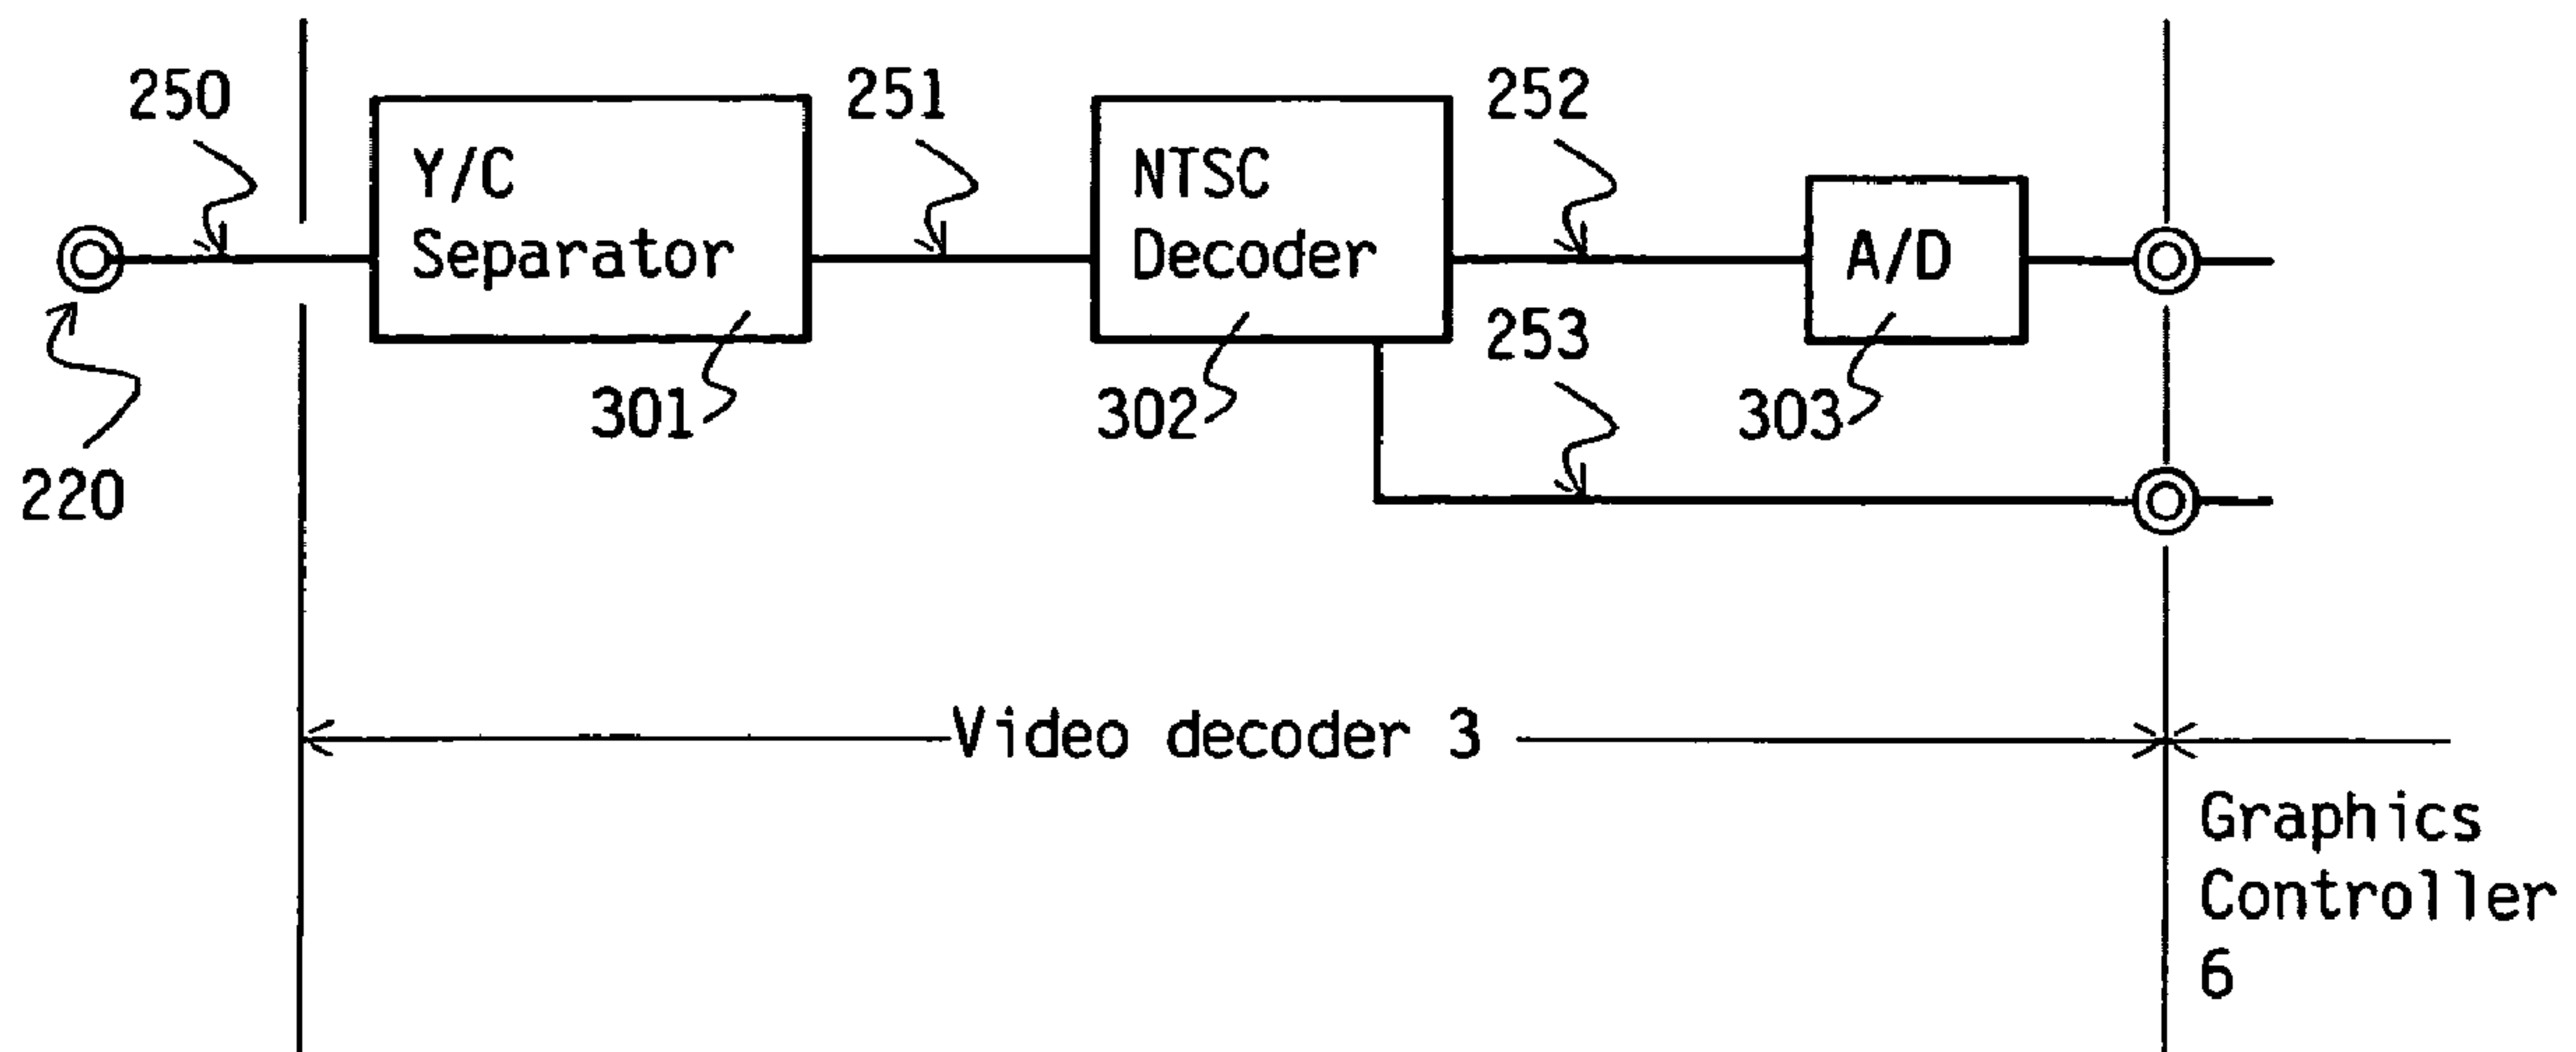 250
251
252
Y/C
Separator
NTSC
Decoder
A/D
253
301
302
303
220
Video decoder 3
Graphics
Controller
6